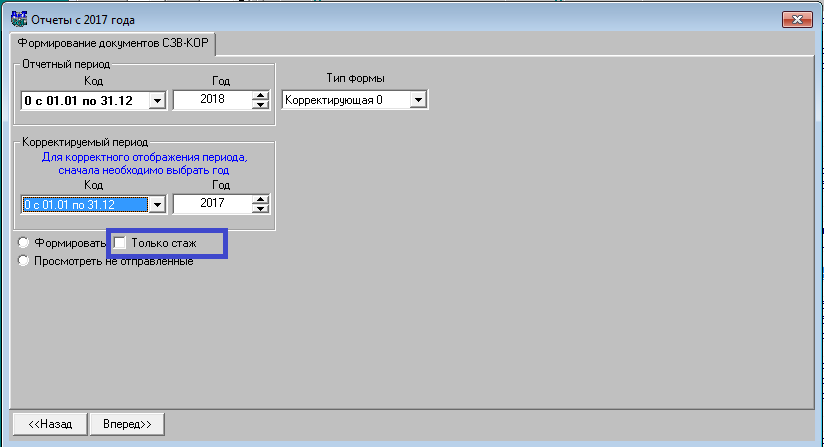 Отчеты с 2017 года
Формирование документов СЗВ-КОР
Отчетный период
Код Год Тип формы
0 с 01.01 по 31.12 2018 Корректирующая 0
Корректируемый период
Для корректного отображения периода,
сначала необходимо выбрать год
Код Год
0 с 01.01 по 31.12 2017
Формировать Только стаж
Просмотреть не отправленные
<<Назад Вперед>>